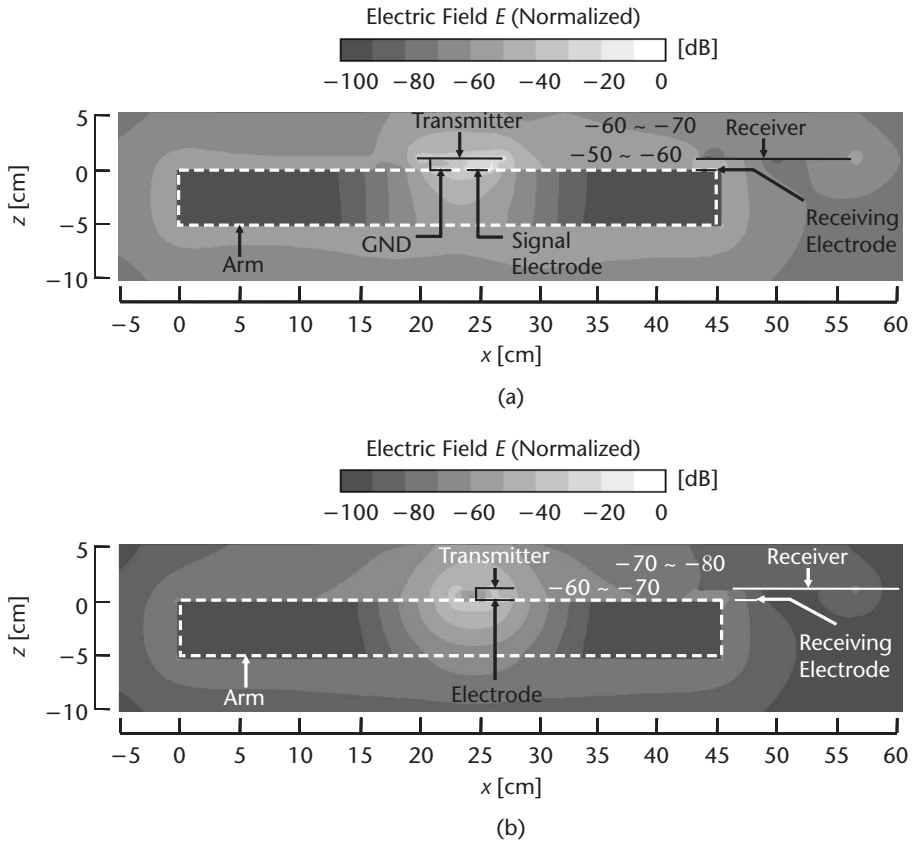 Electric Field E (Normalized)
[dB]
−100 −80 −60 −40 −20 0
5
0
−5
−10
z [cm]
Transmitter
−60 ~ −70
Receiver
−50 ~ −60
GND
Signal
Electrode
Receiving
Electrode
Arm
−5 0 5 10 15 20 25 30 35 40 45 50 55 60
x [cm]
(a)
Electric Field E (Normalized)
[dB]
−100 −80 −60 −40 −20 0
5
0
−5
−10
z [cm]
Transmitter
−70 ~ −80
Receiver
−60 ~ −70
Receiving
Electrode
Arm
Electrode
−5 0 5 10 15 20 25 30 35 40 45 50 55 60
x [cm]
(b)